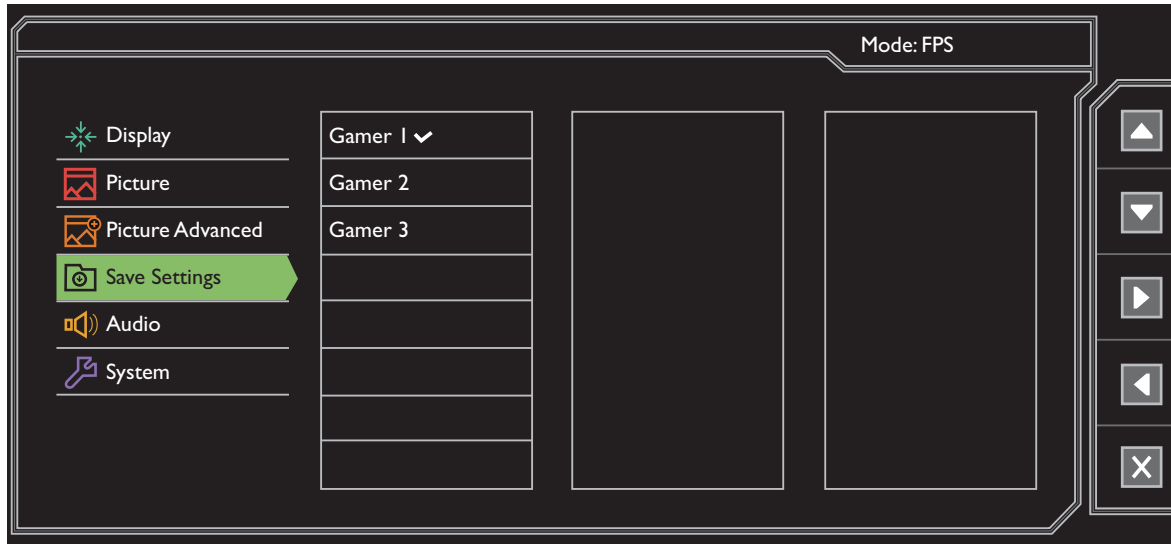 Mode: FPS
Display
Picture
Picture Advanced
Save Settings
Audio
System
Gamer 1
Gamer 2
Gamer 3